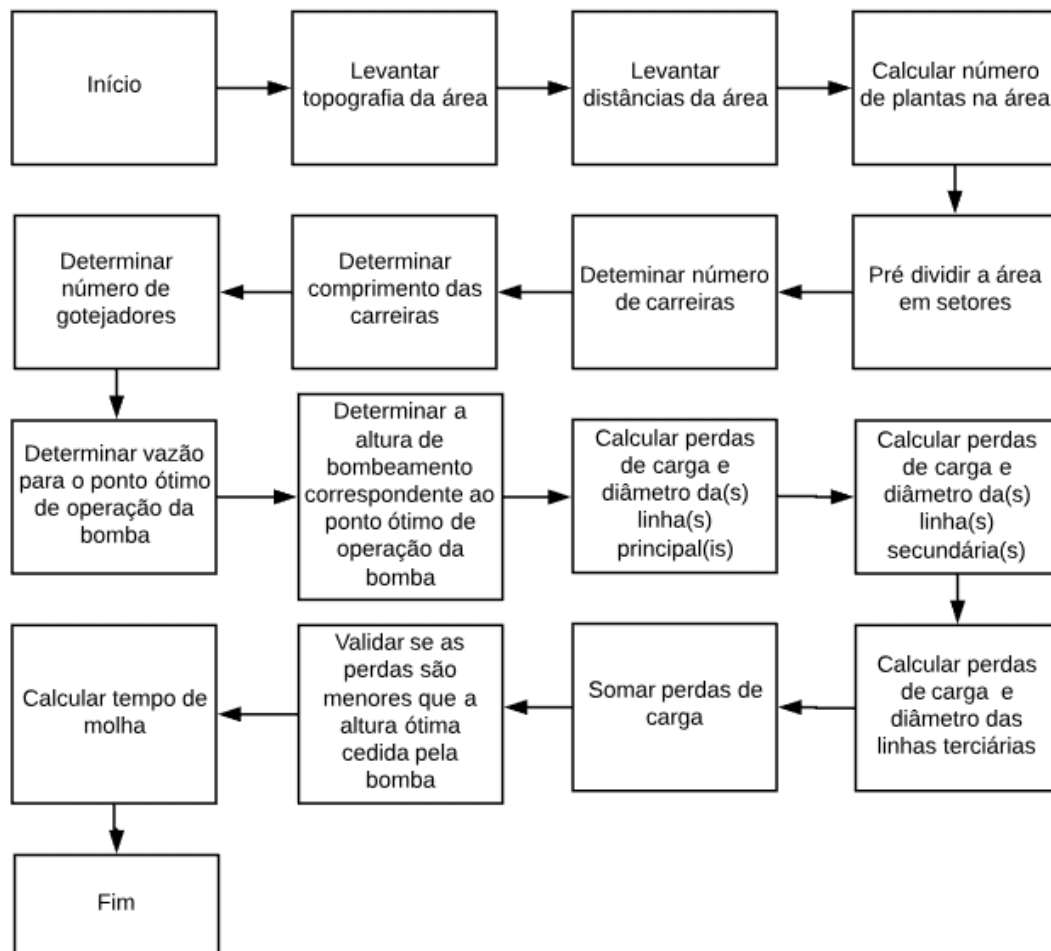 Início
Levantar
topografia da área
Levantar
distâncias da área
Calcular número
de plantas na área
Pré dividir a área
em setores
Deteminar número
de carreiras
Determinar
comprimento das
carreiras
Determinar
número de
gotejadores
Determinar vazão
para o ponto ótimo
de operação da
bomba
Determinar a
altura de
bombeamento
correspondente ao
ponto ótimo de
operação da
bomba
Calcular perdas
de carga e
diâmetro da(s)
linha(s)
principal(is)
Calcular perdas
de carga e
diâmetro da(s)
linha(s)
secundária(s)
Calcular perdas
de carga e
diâmetro das
linhas terciárias
Somar perdas de
carga
Validar se as
perdas são
menores que a
altura ótima
cedida pela
bomba
Calcular tempo de
molha
Fim